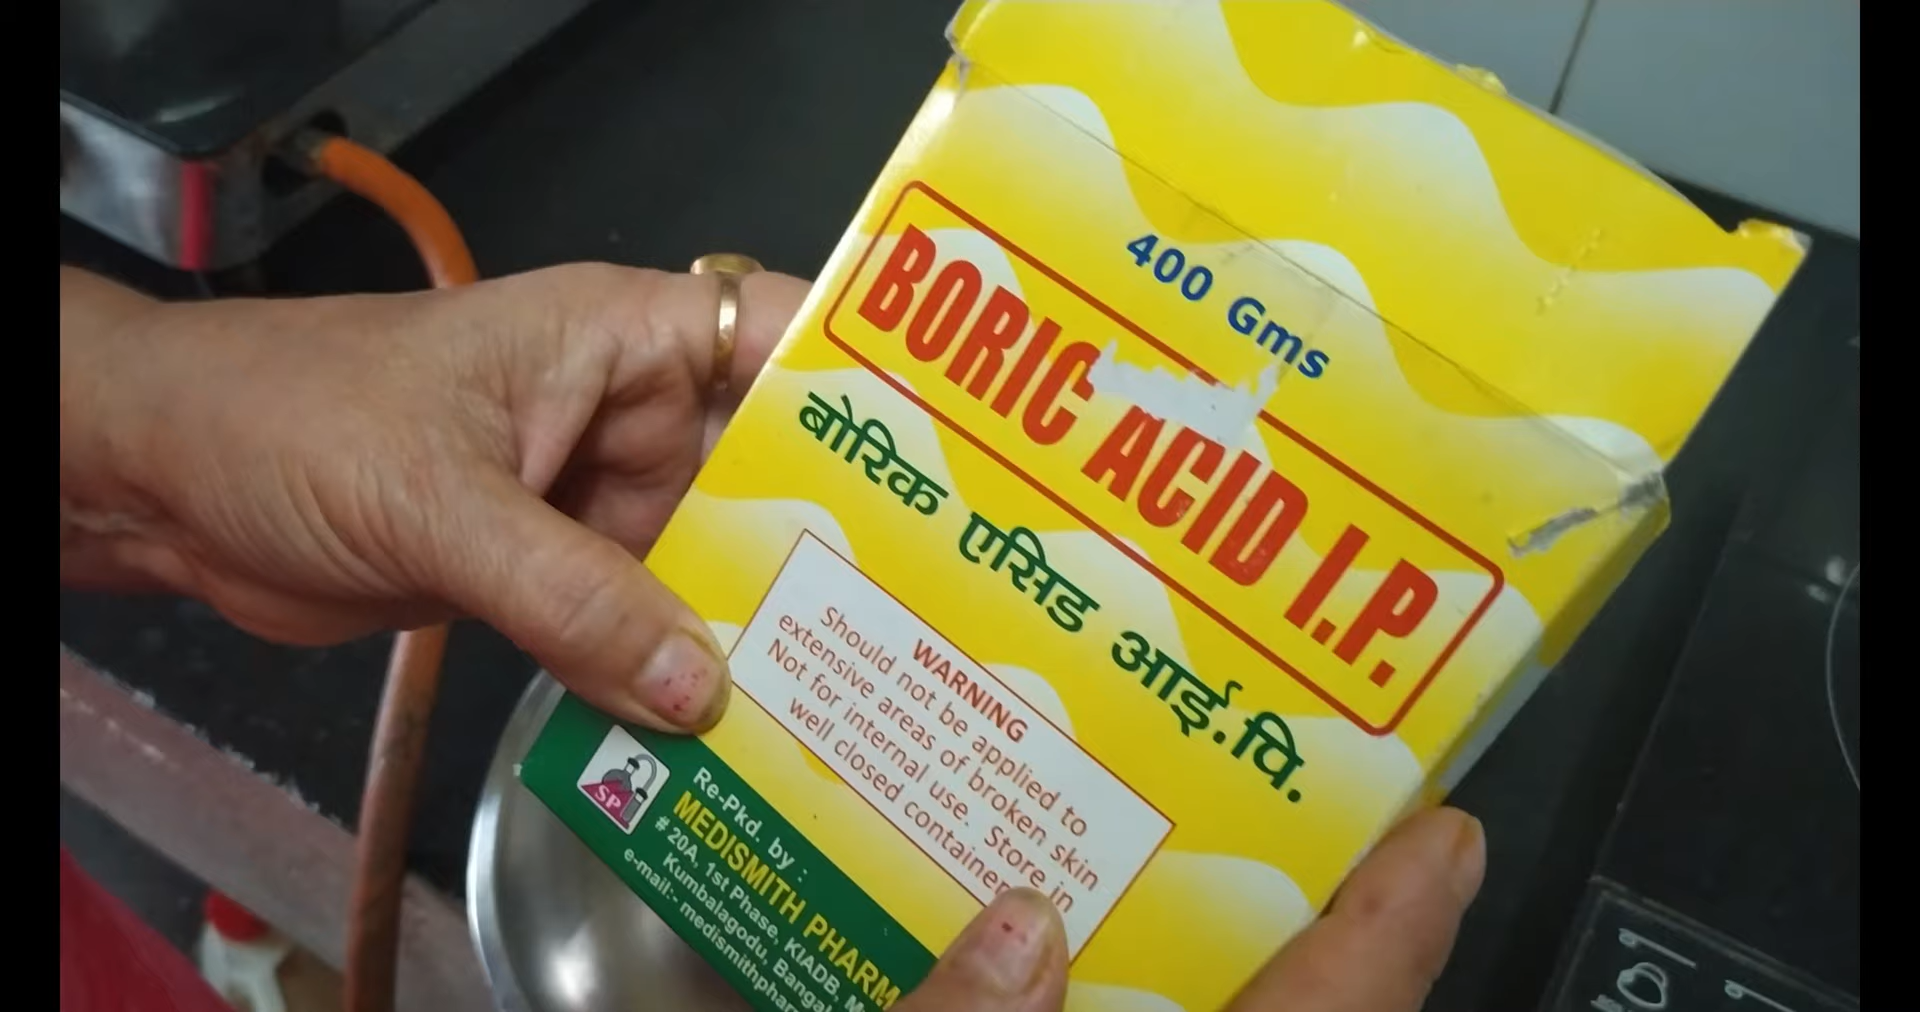 400 Gms
BORIC ACID I.P.
बोरिक एसिड आई.पि.
WARNING
Should not be applied to
extensive areas of broken skin
Not for internal use. Store in
well closed container
SP
Re-Pkd. by :
MEDISMITH PHARM
# 20A, 1st Phase, KIADB,
Kumbalagodu,
e-mail:-